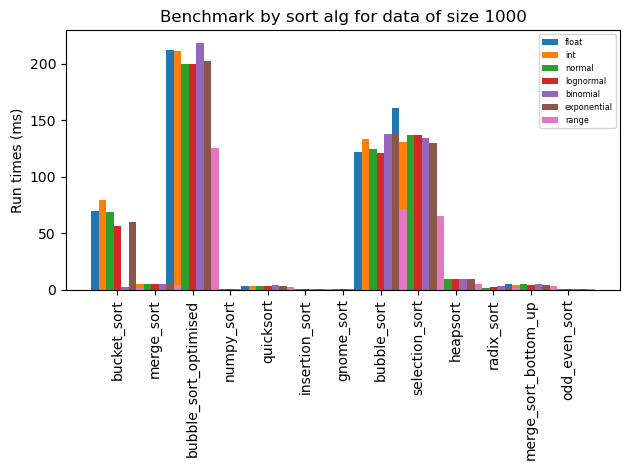 Benchmark by sort alg for data of size 1000
Run times (ms)
200
150
100
50
0
float
int
normal
lognormal
binomial
exponential
range
bucket_sort
merge_sort
bubble_sort_optimised
numpy_sort
quicksort
insertion_sort
gnome_sort
bubble_sort
selection_sort
heapsort
radix_sort
merge_sort_bottom_up
odd_even_sort